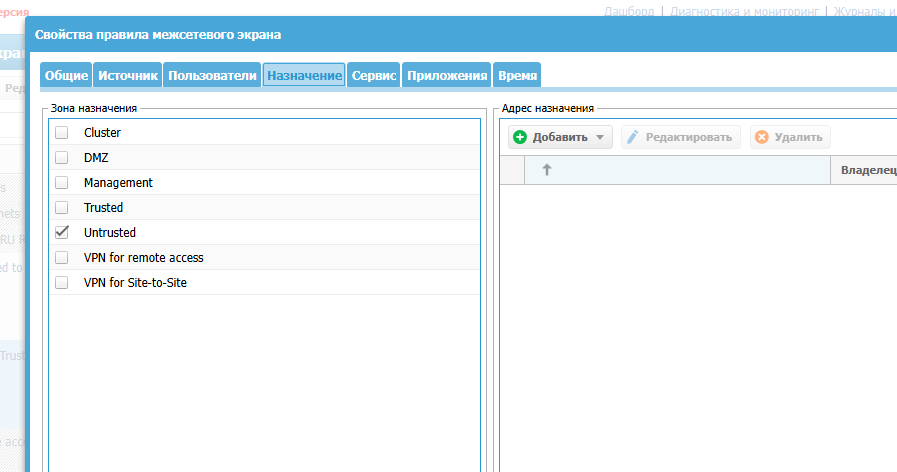 ерсия
Дашборд | Диагностика и мониторинг | Журналы и
Свойства правила межсетевого экрана
Общие Источник Пользователи Назначение Сервис Приложения Время
Зона назначения
Адрес назначения
Cluster
DMZ
Management
Trusted
Untrusted
VPN for remote access
VPN for Site-to-Site
Добавить Редактировать Удалить
Владелец
кра
Ред
s
nets
RU R
ed to
Trust
e acc